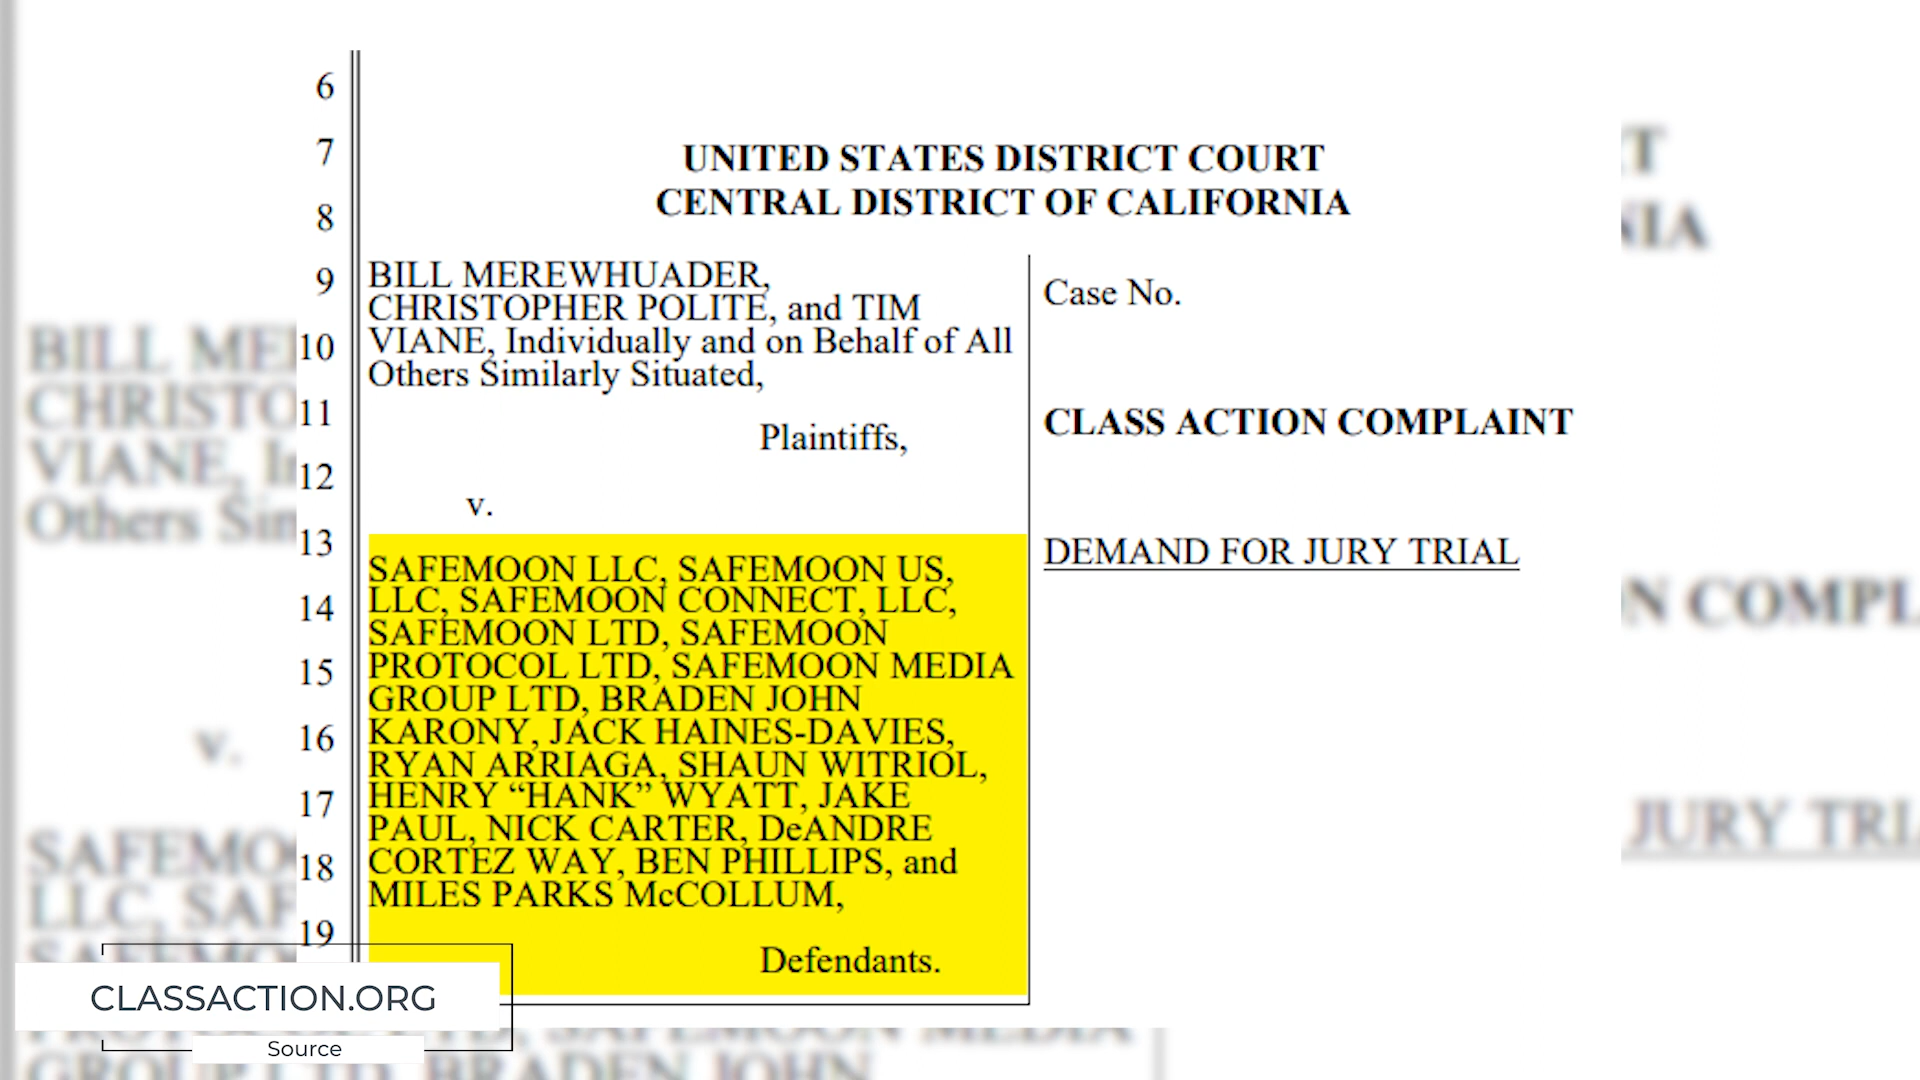 6
7
UNITED STATES DISTRICT COURT
8
CENTRAL DISTRICT OF CALIFORNIA
9
BILL MEREWHUADER,
CHRISTOPHER POLITE, and TIM
10
VIANE, Individually and on Behalf of All
Others Similarly Situated,
11
Plaintiffs,
12
v.
13
SAFEMOON LLC, SAFEMOON US,
14
LLC, SAFEMOON CONNECT, LLC,
SAFEMOON LTD, SAFEMOON
15
PROTOCOL LTD, SAFEMOON MEDIA
GROUP LTD, BRADEN JOHN
16
KARONY, JACK HAINES-DAVIES,
RYAN ARRIAGA, SHAUN WITRIOL,
17
HENRY “HANK” WYATT, JAKE
PAUL, NICK CARTER, DeANDRE
18
CORTEZ WAY, BEN PHILLIPS, and
MILES PARKS McCOLLUM,
19
Defendants.
Case No.
CLASS ACTION COMPLAINT
DEMAND FOR JURY TRIAL
CLASSACTION.ORG
Source